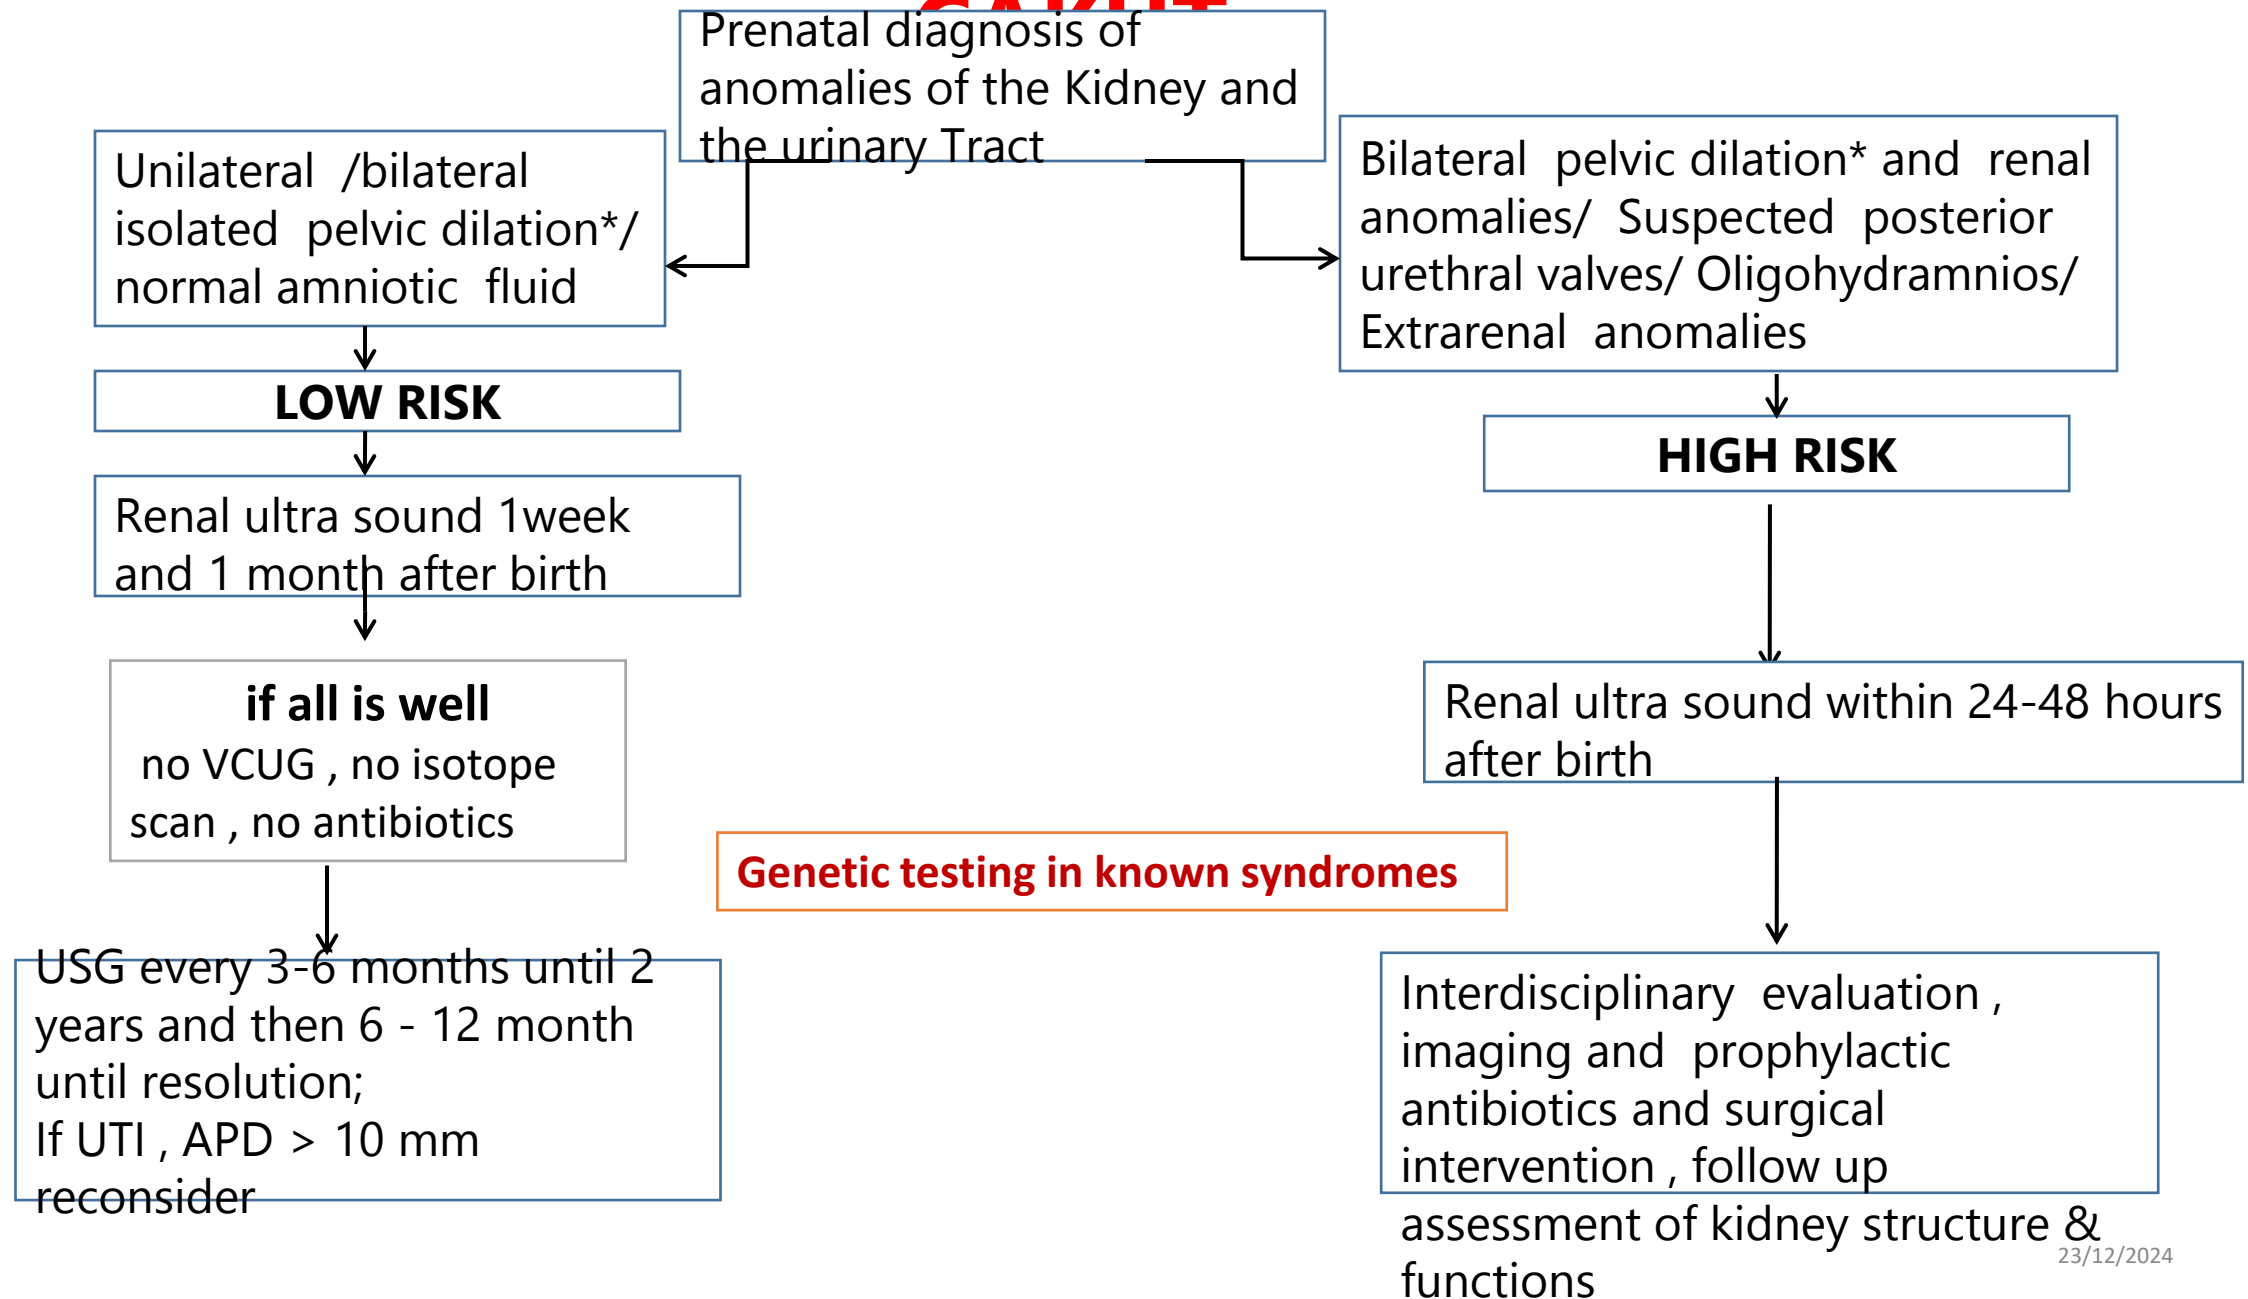 CAKUT
Prenatal diagnosis of
anomalies of the Kidney and
the urinary Tract
Unilateral /bilateral
isolated pelvic dilation*/
normal amniotic fluid
Bilateral pelvic dilation* and renal
anomalies/ Suspected posterior
urethral valves/ Oligohydramnios/
Extrarenal anomalies
LOW RISK
HIGH RISK
Renal ultra sound 1week
and 1 month after birth
if all is well
no VCUG , no isotope
scan , no antibiotics
Renal ultra sound within 24-48 hours
after birth
Genetic testing in known syndromes
USG every 3-6 months until 2
years and then 6 - 12 month
until resolution;
If UTI , APD > 10 mm
reconsider
Interdisciplinary evaluation ,
imaging and prophylactic
antibiotics and surgical
intervention , follow up
assessment of kidney structure &
functions
23/12/2024